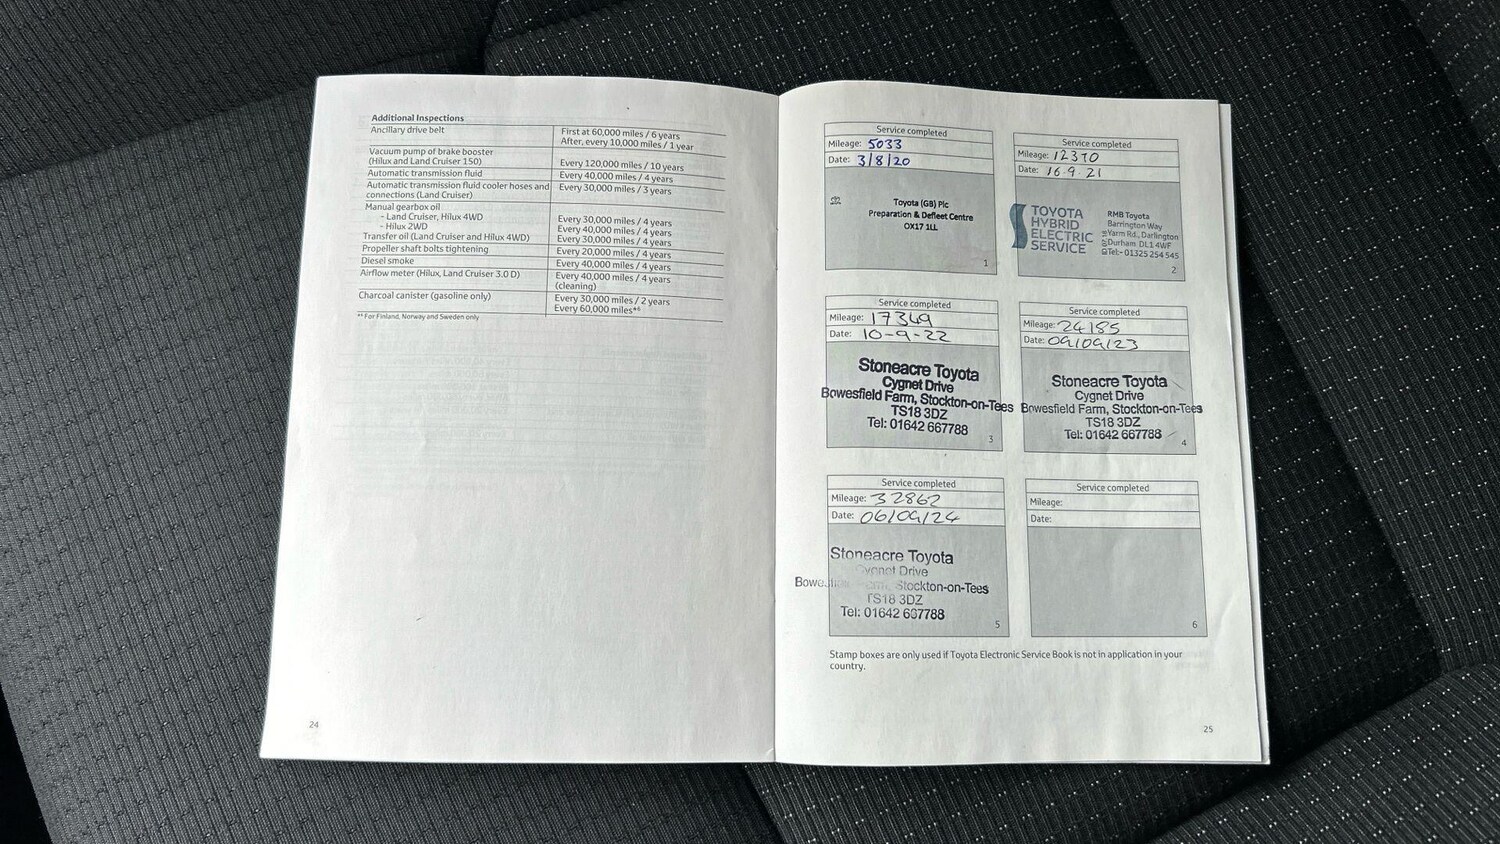 Additional Inspections
Ancillary drive belt
First at 60,000 miles / 6 years
After, every 10,000 miles / 1 year
Vacuum pump of brake booster
(Hilux and Land Cruiser 150)
Every 120,000 miles / 10 years
Automatic transmission fluid
Every 40,000 miles / 4 years
Automatic transmission fluid cooler hoses and
connections (Land Cruiser)
Every 30,000 miles / 3 years
Manual gearbox oil
- Land Cruiser, Hilux 4WD
Every 30,000 miles / 4 years
- Hilux 2WD
Every 40,000 miles / 4 years
Transfer oil (Land Cruiser and Hilux 4WD)
Every 30,000 miles / 4 years
Propeller shaft bolts tightening
Every 20,000 miles / 4 years
Diesel smoke
Every 40,000 miles / 4 years
Airflow meter (Hilux, Land Cruiser 3.0 D)
Every 40,000 miles / 4 years
(cleaning)
Charcoal canister (gasoline only)
Every 30,000 miles / 2 years
Every 60,000 miles*⁶
For Finland, Norway and Sweden only
24
Service completed
Mileage: 5033
Date: 3/8/20
Toyota (GB) Plc
Preparation & Defleet Centre
OX17 1LL
1
Service completed
Mileage:
Date: 16.9.21
TOYOTA
HYBRID
ELECTRIC
SERVICE
RMB Toyota
Barrington Way
Yarm Rd., Darlington
Durham DL1 4WF
Tel:- 01325 254 545
2
Service completed
Mileage: 17349
Date: 10-9-22
Stoneacre Toyota
Cygnet Drive
Bowesfield Farm, Stockton-on-Tees
TS18 3DZ
Tel: 01642 667788
3
Service completed
Mileage: 24185
Date: 09/09/23
Stoneacre Toyota
Cygnet Drive
Bowesfield Farm, Stockton-on-Tees
TS18 3DZ
Tel: 01642 667788
4
Service completed
Mileage: 32862
Date: 06/09/24
Stoneacre Toyota
Cygnet Drive
Stockton-on-Tees
TS18 3DZ
Tel: 01642 667788
5
Service completed
Mileage:
Date:
6
Stamp boxes are only used if Toyota Electronic Service Book is not in application in your
country.
25